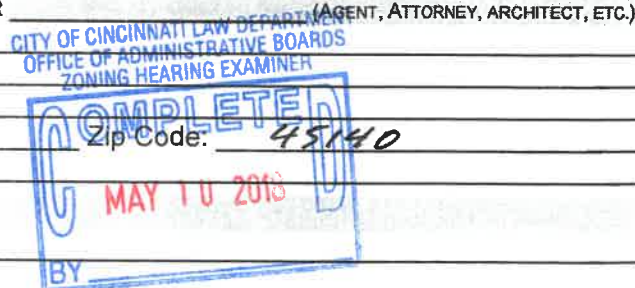 R (AGENT, ATTORNEY, ARCHITECT, ETC.)
CITY OF CINCINNATI LAW DEPARTMENT
OFFICE OF ADMINISTRATIVE BOARDS
ZONING HEARING EXAMINER
COMPLETED
Zip Code: 45140
MAY 10 2018
BY